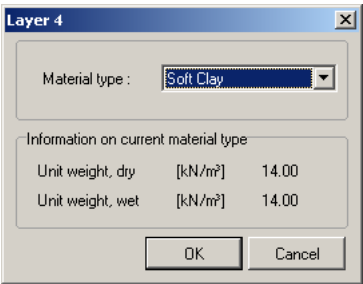 Layer 4
Material type : Soft Clay
Information on current material type
Unit weight, dry [kN/m³] 14.00
Unit weight, wet [kN/m³] 14.00
OK Cancel